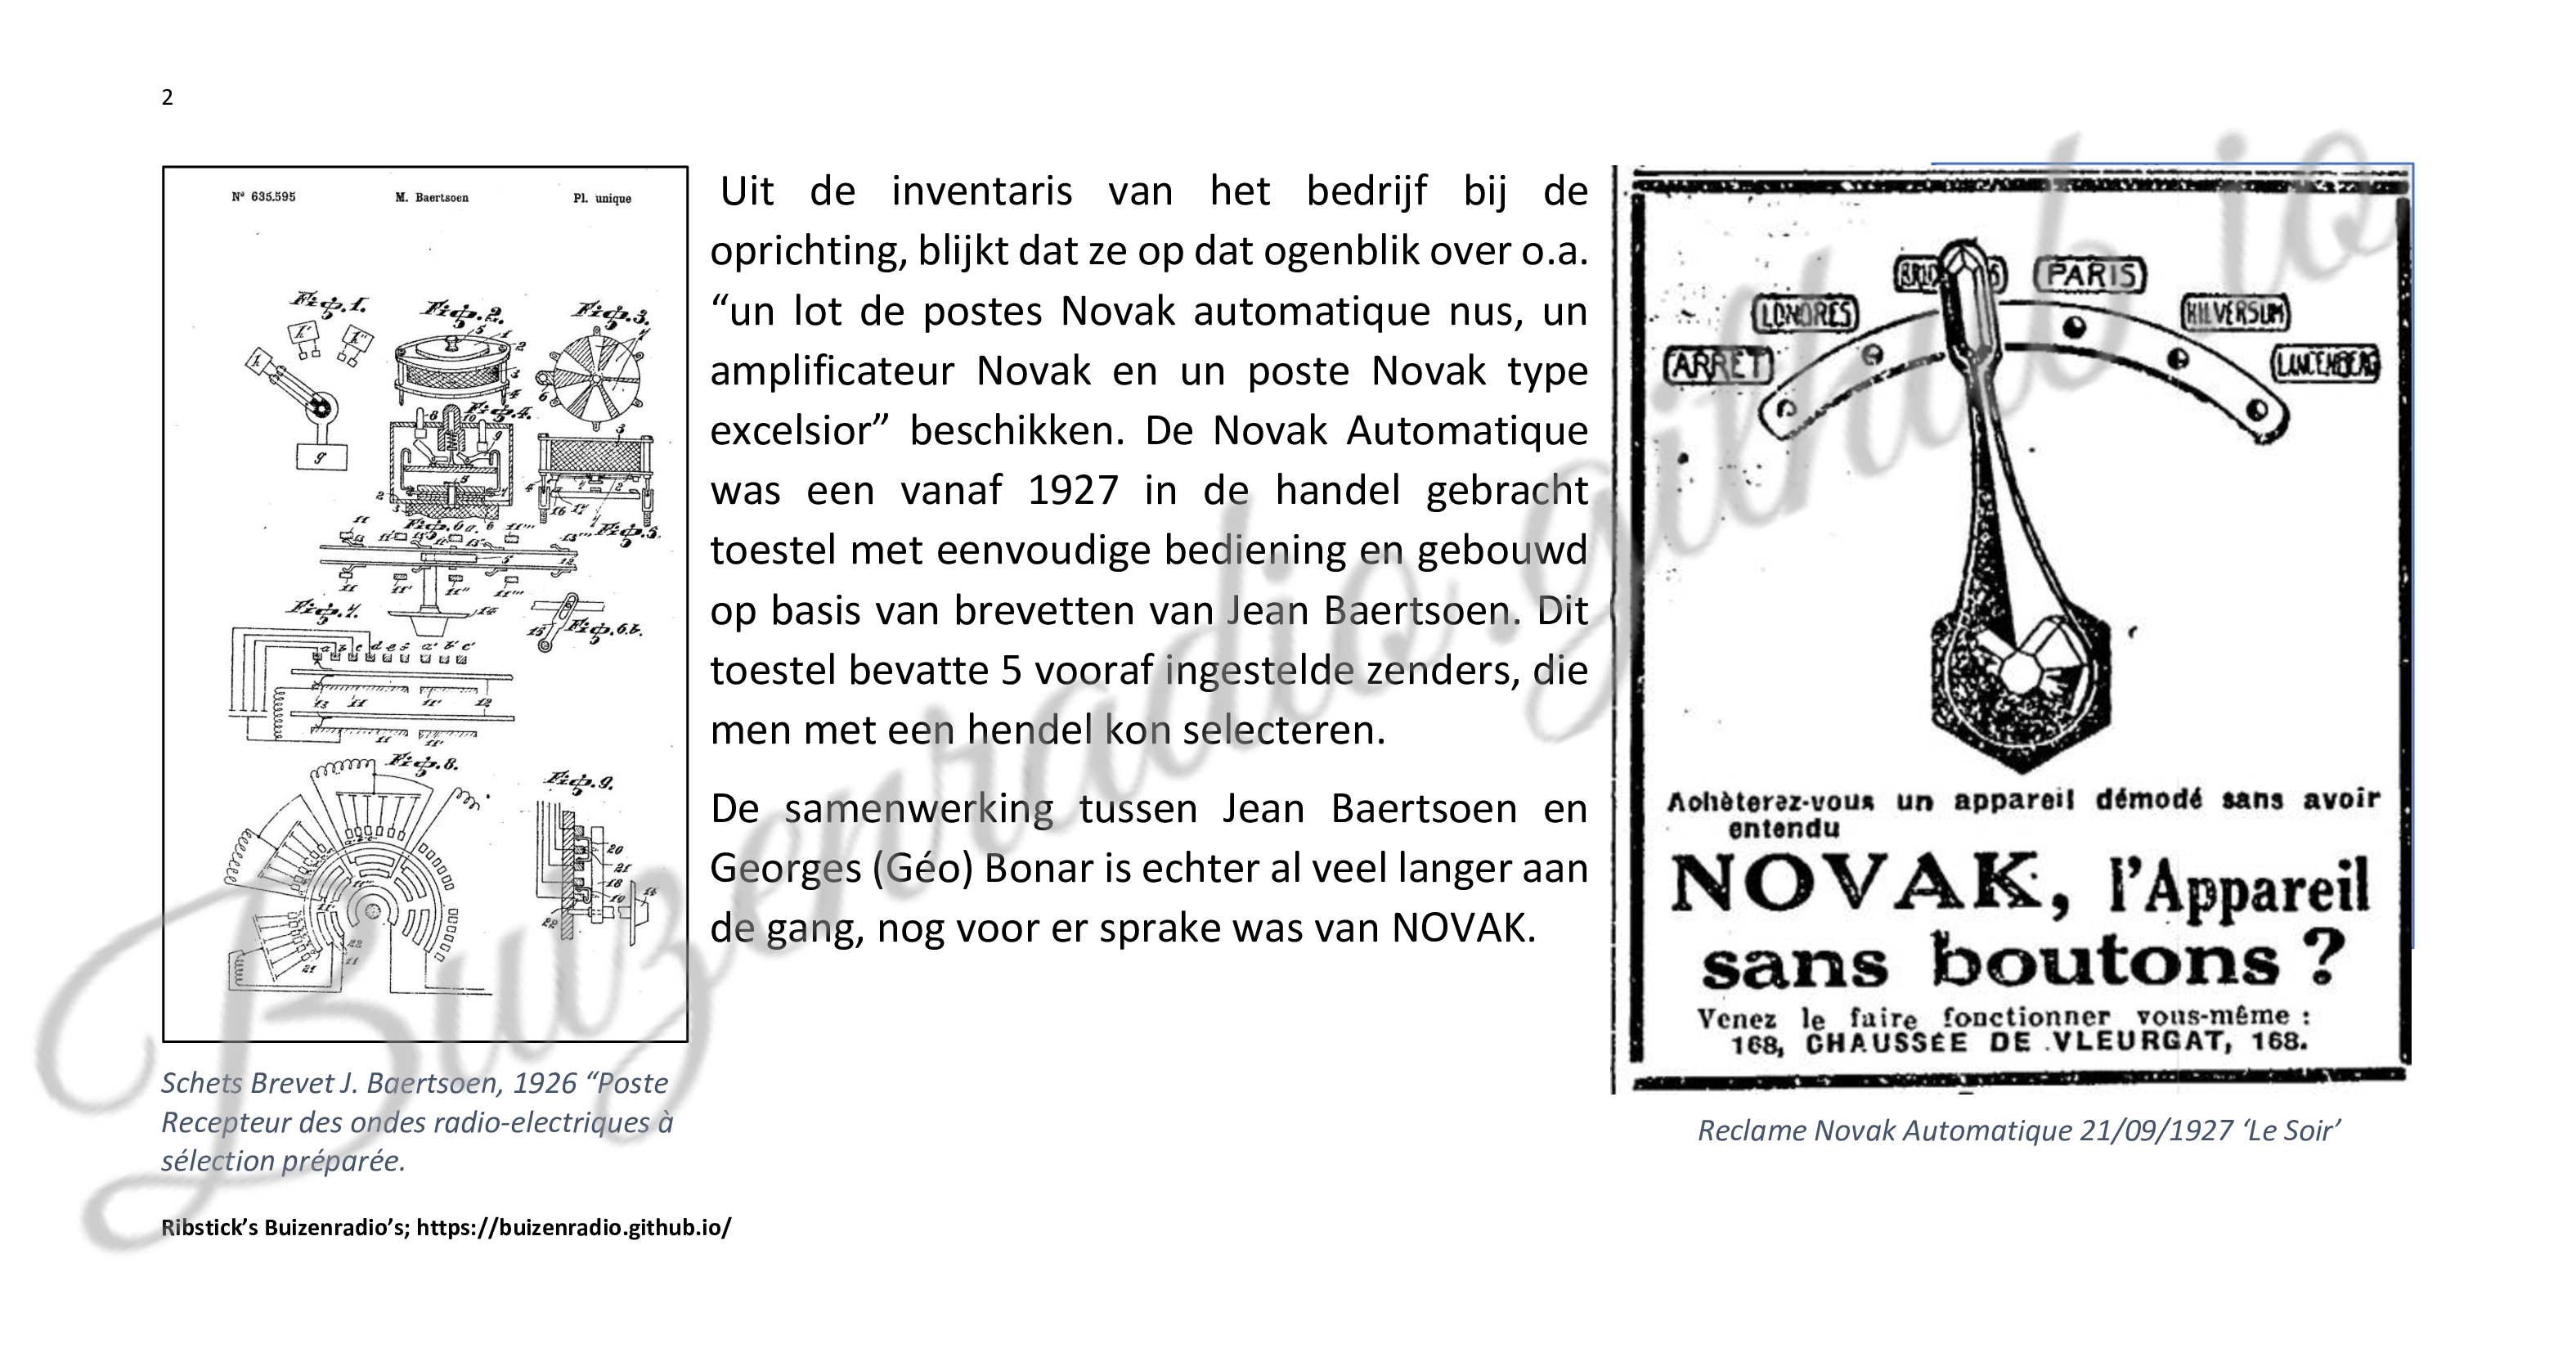 2
Nº 635.595 M. Baertsoen Pl. unique
Fig.1. Fig.2. Fig.3.
Fig.4.
Fig.6a. Fig.5.
Fig.7. Fig.6.b.
Fig.8.
Fig.9.
Schets Brevet J. Baertsoen, 1926 “Poste
Recepteur des ondes radio-electriques à
sélection préparée.
Uit de inventaris van het bedrijf bij de
oprichting, blijkt dat ze op dat ogenblik over o.a.
“un lot de postes Novak automatique nus, un
amplificateur Novak en un poste Novak type
excelsior” beschikken. De Novak Automatique
was een vanaf 1927 in de handel gebracht
toestel met eenvoudige bediening en gebouwd
op basis van brevetten van Jean Baertsoen. Dit
toestel bevatte 5 vooraf ingestelde zenders, die
men met een hendel kon selecteren.
De samenwerking tussen Jean Baertsoen en
Georges (Géo) Bonar is echter al veel langer aan
de gang, nog voor er sprake was van NOVAK.
ARRET
LONDRES
PARIS
HILVERSUM
Achèterez-vous un appareil démodé sans avoir
entendu
NOVAK, l’Appareil
sans boutons ?
Venez le faire fonctionner vous-même :
168, CHAUSSÉE DE VLEURGAT, 168.
Reclame Novak Automatique 21/09/1927 ‘Le Soir’
Ribstick’s Buizenradio’s; https://buizenradio.github.io/
Buizenradio.github io